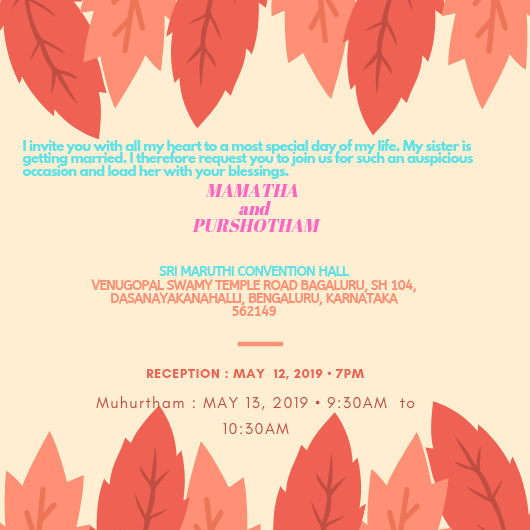 I invite you with all my heart to a most special day of my life. My sister is
getting married. I therefore request you to join us for such an auspicious
occasion and load her with your blessings.
MAMATHA
and
PURSHOTHAM
SRI MARUTHI CONVENTION HALL
VENUGOPAL SWAMY TEMPLE ROAD BAGALURU, SH 104,
DASANAYAKANAHALLI, BENGALURU, KARNATAKA
562149
RECEPTION : MAY 12, 2019 • 7PM
Muhurtham : MAY 13, 2019 • 9:30AM to
10:30AM